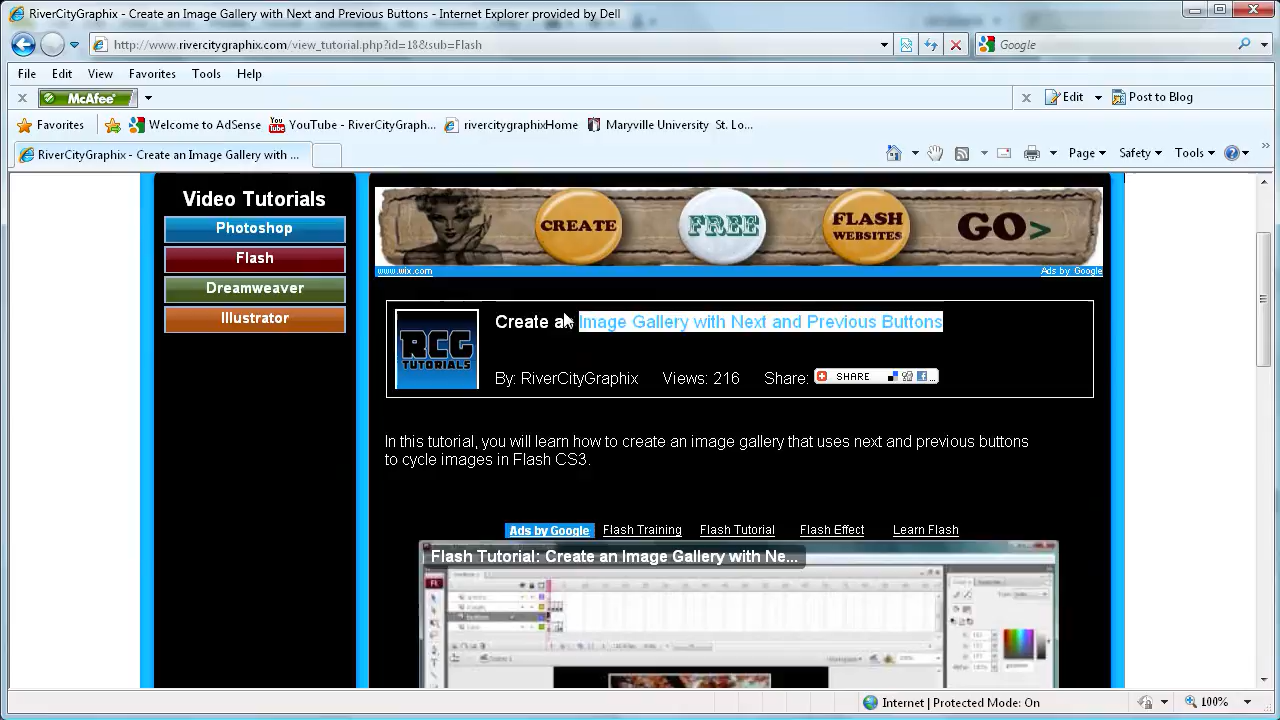 RiverCityGraphix - Create an Image Gallery with Next and Previous Buttons - Internet Explorer provided by Dell
http://www.rivercitygraphix.com/view_tutorial.php?id=18&sub=Flash
Google
File Edit View Favorites Tools Help
McAfee
Edit Post to Blog
Favorites Welcome to AdSense YouTube - RiverCityGraph... rivercitygraphixHome Maryville University St. Lo...
RiverCityGraphix - Create an Image Gallery with ...
Page Safety Tools
Video Tutorials
Photoshop
Flash
Dreamweaver
Illustrator
CREATE
FREE
FLASH
WEBSITES
GO>
www.wix.com
Ads by Google
RCG
TUTORIALS
Create an Image Gallery with Next and Previous Buttons
By: RiverCityGraphix Views: 216 Share: SHARE
In this tutorial, you will learn how to create an image gallery that uses next and previous buttons
to cycle images in Flash CS3.
Ads by Google Flash Training Flash Tutorial Flash Effect Learn Flash
Flash Tutorial: Create an Image Gallery with Ne...
Internet | Protected Mode: On
100%